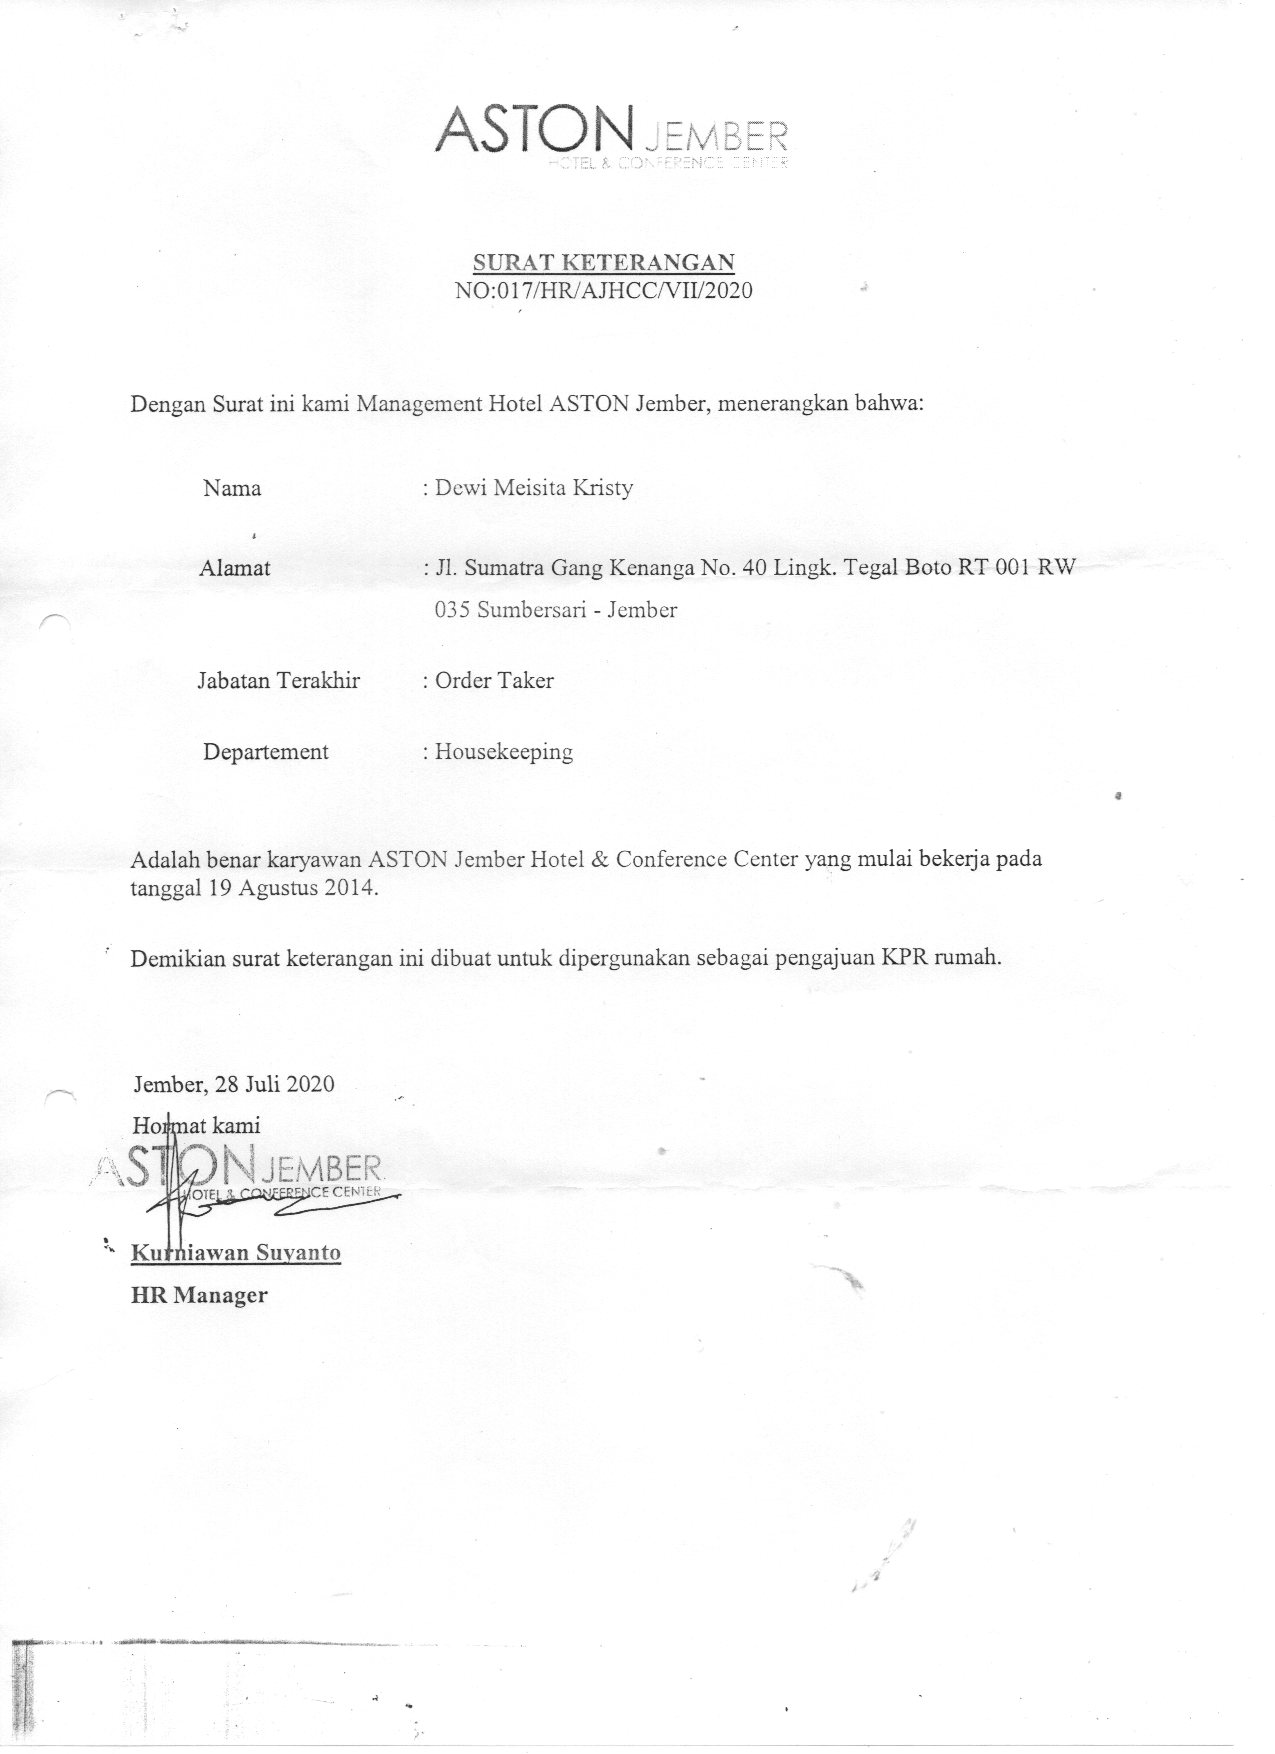 ASTON JEMBER
HOTEL & CONFERENCE CENTER
SURAT KETERANGAN
NO:017/HR/AJHCC/VII/2020
Dengan Surat ini kami Management Hotel ASTON Jember, menerangkan bahwa:
Nama : Dewi Meisita Kristy
Alamat : Jl. Sumatra Gang Kenanga No. 40 Lingk. Tegal Boto RT 001 RW
035 Sumbersari - Jember
Jabatan Terakhir : Order Taker
Departement : Housekeeping
Adalah benar karyawan ASTON Jember Hotel & Conference Center yang mulai bekerja pada
tanggal 19 Agustus 2014.
Demikian surat keterangan ini dibuat untuk dipergunakan sebagai pengajuan KPR rumah.
Jember, 28 Juli 2020
Hormat kami
ASTON JEMBER
HOTEL & CONFERENCE CENTER
Kurniawan Suyanto
HR Manager